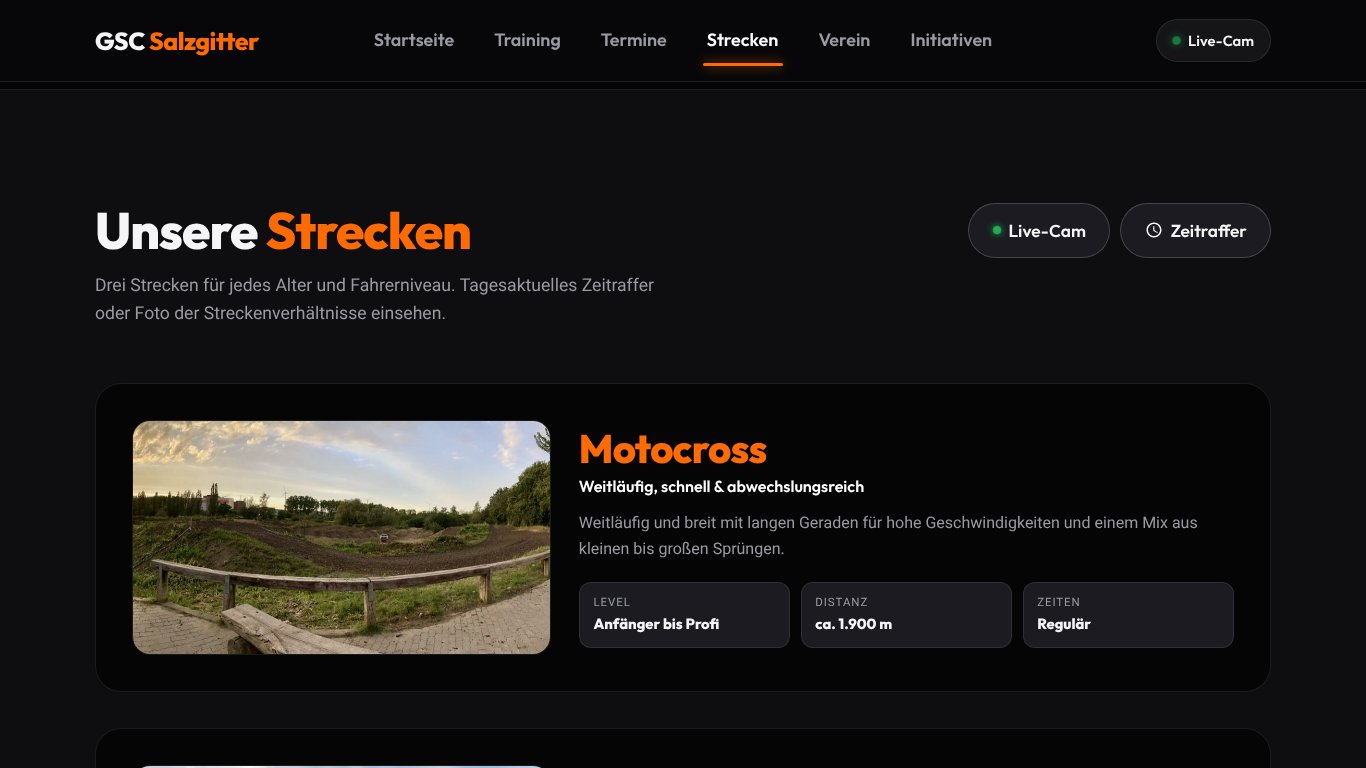 GSC Salzgitter
Startseite
Training
Termine
Strecken
Verein
Initiativen
Live-Cam
Unsere Strecken
Live-Cam
Zeitraffer
Drei Strecken für jedes Alter und Fahrerniveau. Tagesaktuelles Zeitraffer
oder Foto der Streckenverhältnisse einsehen.
Motocross
Weitläufig, schnell & abwechslungsreich
Weitläufig und breit mit langen Geraden für hohe Geschwindigkeiten und einem Mix aus
kleinen bis großen Sprüngen.
LEVEL
Anfänger bis Profi
DISTANZ
ca. 1.900 m
ZEITEN
Regulär